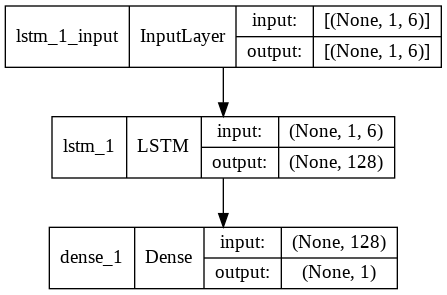 lstm_1_input InputLayer input: [(None, 1, 6)]
output: [(None, 1, 6)]
lstm_1 LSTM input: (None, 1, 6)
output: (None, 128)
dense_1 Dense input: (None, 128)
output: (None, 1)